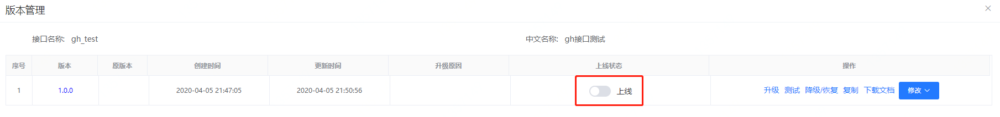 版本管理
接口名称: gh_test 中文名称: gh接口测试
序号 版本 原版本 创建时间 更新时间 升级原因 上线状态 操作
1 1.0.0 2020-04-05 21:47:05 2020-04-05 21:50:56 上线 升级 测试 降级/恢复 复制 下载文档 修改